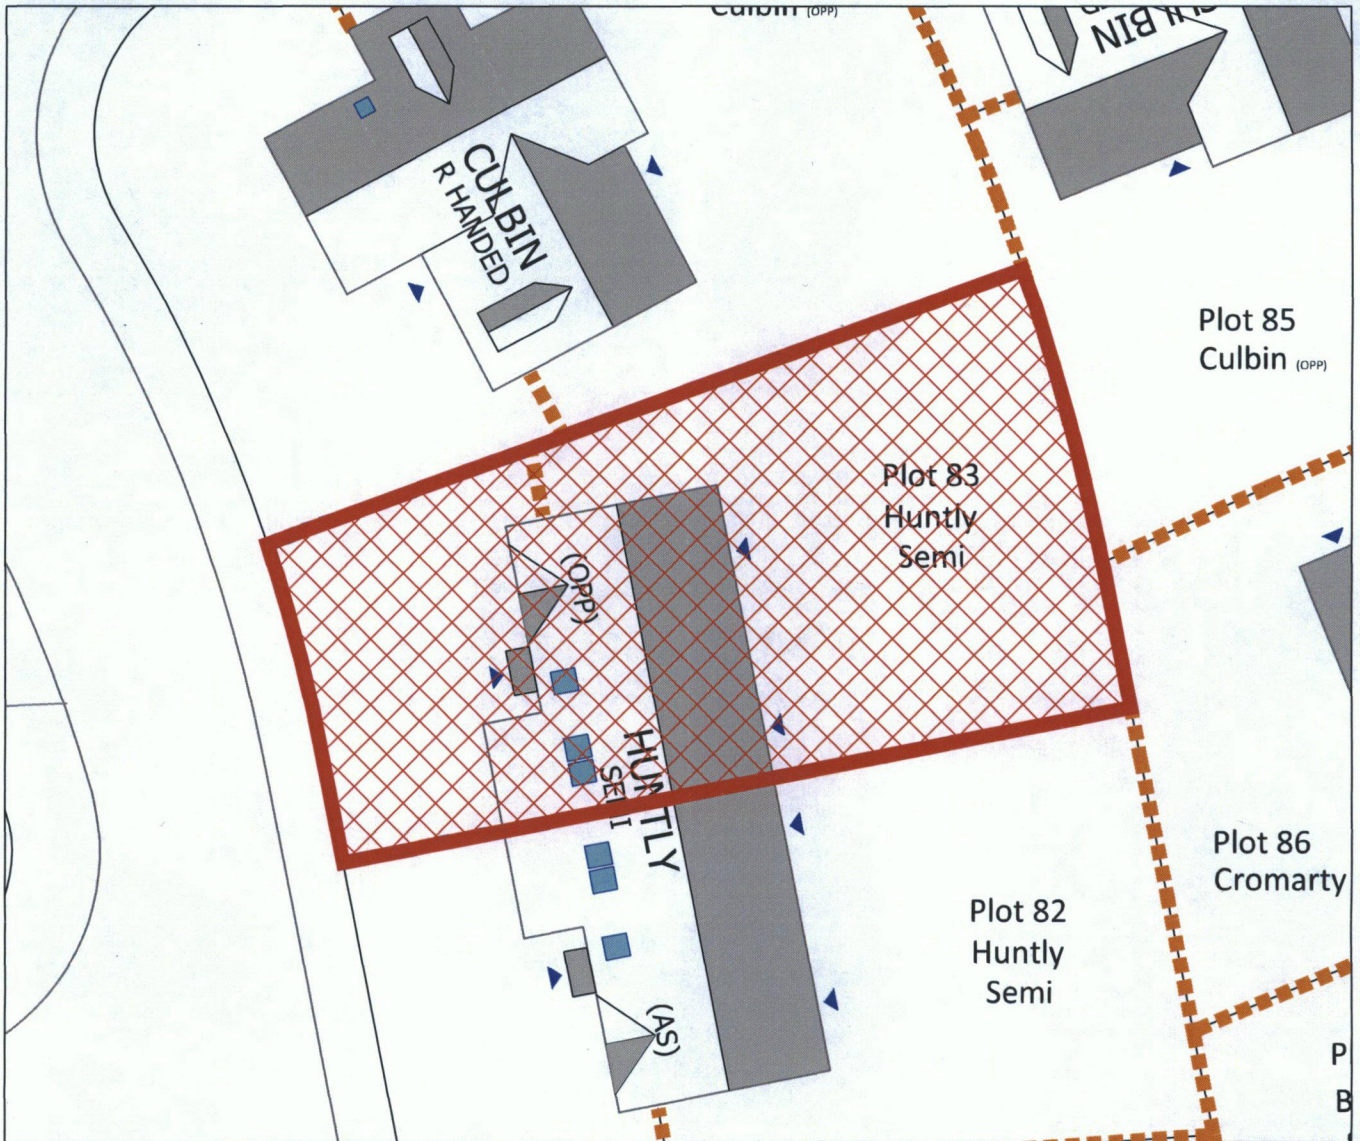 Culbin (OPP)
CULBIN
CULBIN
R HANDED
Plot 85
Culbin (OPP)
Plot 83
Huntly
Semi
(OPP)
HUNTLY
SEMI
Plot 86
Cromarty
Plot 82
Huntly
Semi
(AS)
P
B